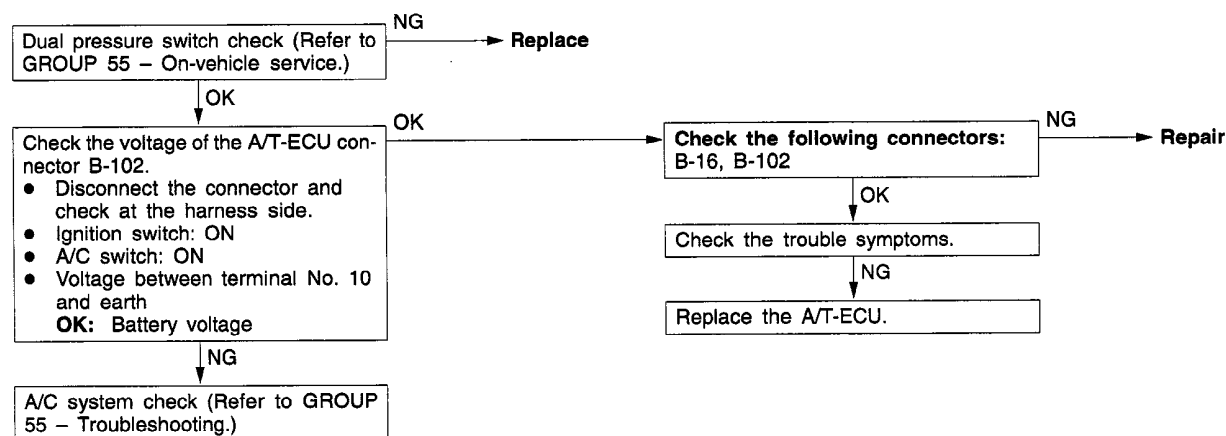 Dual pressure switch check (Refer to
GROUP 55 – On-vehicle service.)
NG
Replace
OK
Check the voltage of the A/T-ECU con-
nector B-102.
● Disconnect the connector and
check at the harness side.
● Ignition switch: ON
● A/C switch: ON
● Voltage between terminal No. 10
and earth
OK: Battery voltage
OK
Check the following connectors:
B-16, B-102
NG
Repair
OK
Check the trouble symptoms.
NG
Replace the A/T-ECU.
NG
A/C system check (Refer to GROUP
55 – Troubleshooting.)